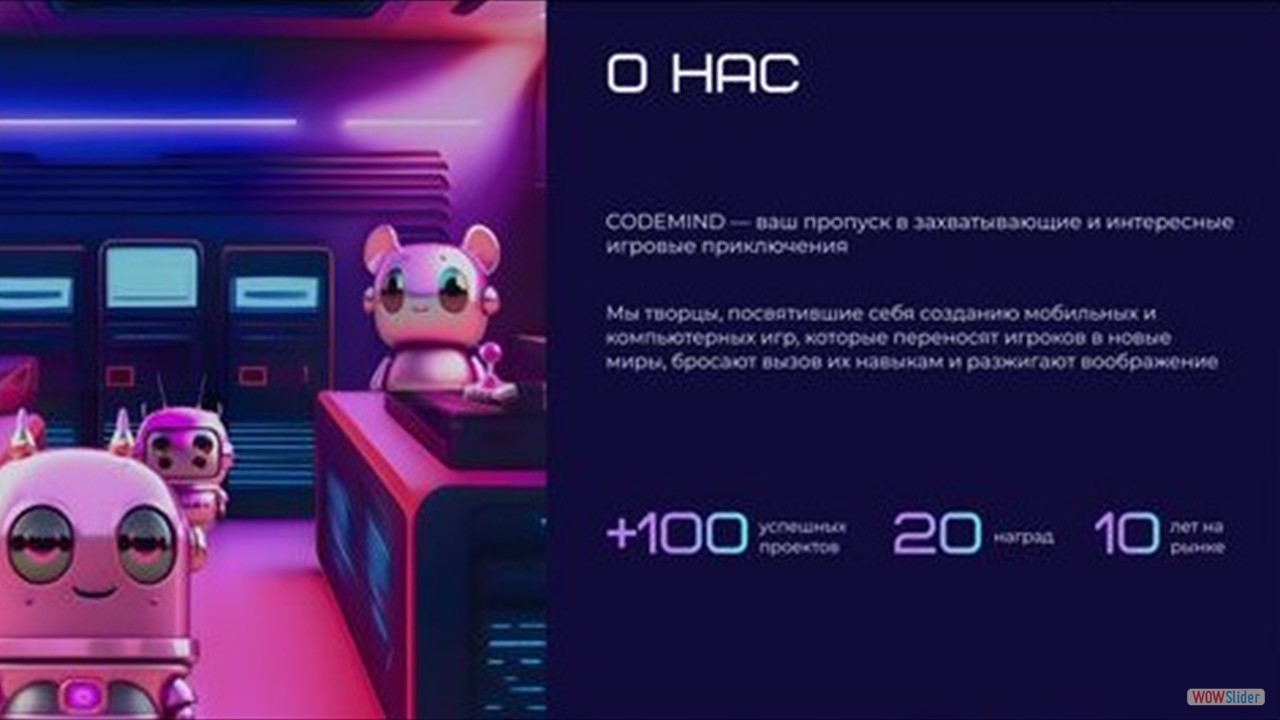 О НАС
CODEMIND — ваш пропуск в захватывающие и интересные
игровые приключения
Мы творцы, посвятившие себя созданию мобильных и
компьютерных игр, которые переносят игроков в новые
миры, бросают вызов их навыкам и разжигают воображение
+100 успешных
проектов
20 наград
10 лет на
рынке
WOWSlider